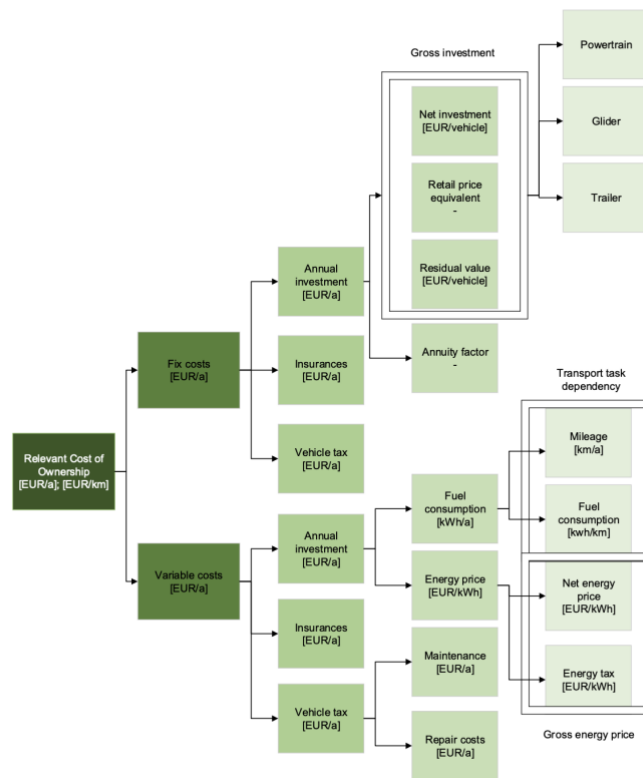 Powertrain
Gross investment
Net investment
[EUR/vehicle]
Glider
Retail price
equivalent
-
Trailer
Annual
investment
[EUR/a]
Residual value
[EUR/vehicle]
Fix costs
[EUR/a]
Insurances
[EUR/a]
Annuity factor
-
Transport task
dependency
Mileage
[km/a]
Relevant Cost of
Ownership
[EUR/a]; [EUR/km]
Vehicle tax
[EUR/a]
Fuel
consumption
[kWh/a]
Fuel
consumption
[kwh/km]
Annual
investment
[EUR/a]
Variable costs
[EUR/a]
Energy price
[EUR/kWh]
Net energy
price
[EUR/kWh]
Insurances
[EUR/a]
Maintenance
[EUR/a]
Energy tax
[EUR/kWh]
Vehicle tax
[EUR/a]
Repair costs
[EUR/a]
Gross energy price